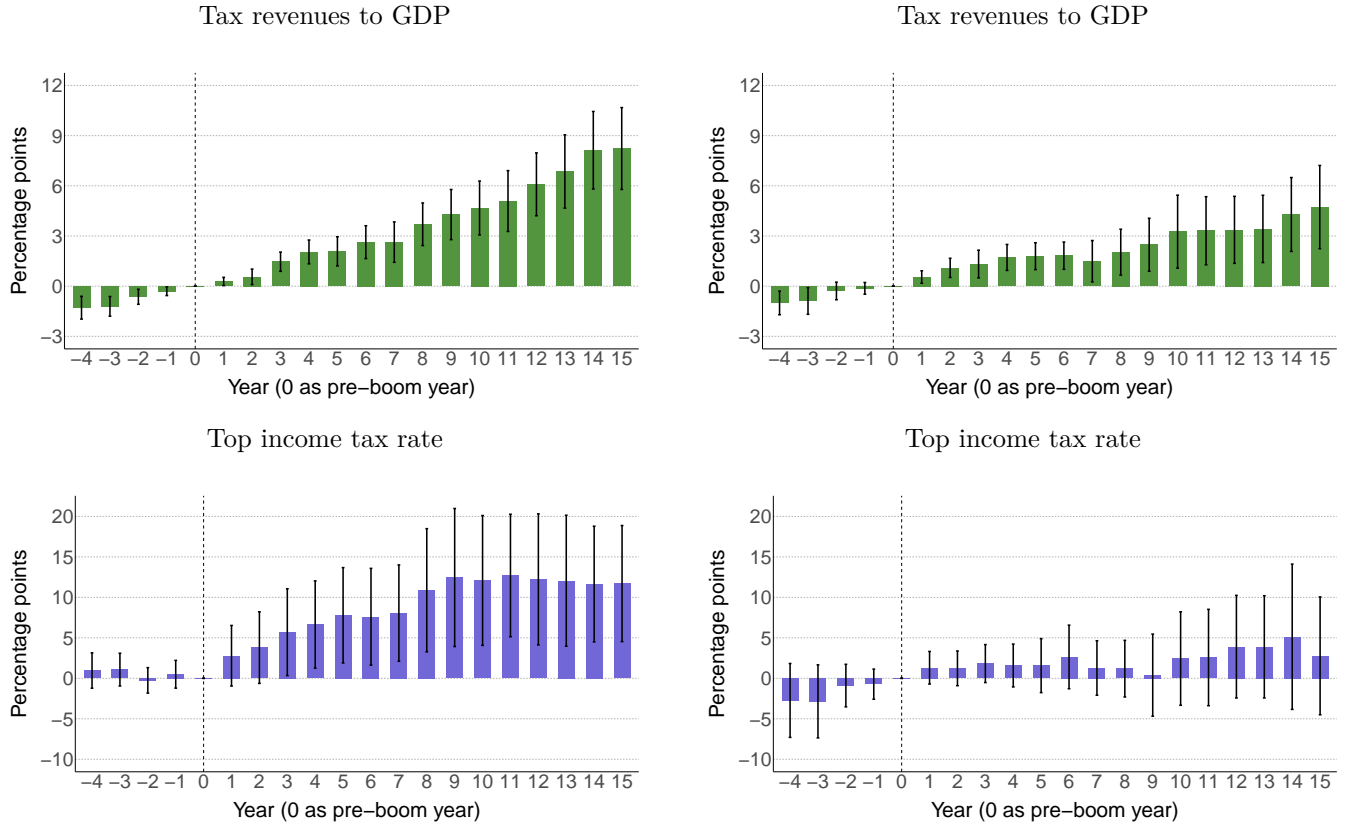 Tax revenues to GDP
12
9
6
3
0
−3
Percentage points
−4 −3 −2 −1 0 1 2 3 4 5 6 7 8 9 10 11 12 13 14 15
Year (0 as pre−boom year)
Tax revenues to GDP
12
9
6
3
0
−3
Percentage points
−4 −3 −2 −1 0 1 2 3 4 5 6 7 8 9 10 11 12 13 14 15
Year (0 as pre−boom year)
Top income tax rate
20
15
10
5
0
−5
−10
Percentage points
−4 −3 −2 −1 0 1 2 3 4 5 6 7 8 9 10 11 12 13 14 15
Year (0 as pre−boom year)
Top income tax rate
20
15
10
5
0
−5
−10
Percentage points
−4 −3 −2 −1 0 1 2 3 4 5 6 7 8 9 10 11 12 13 14 15
Year (0 as pre−boom year)